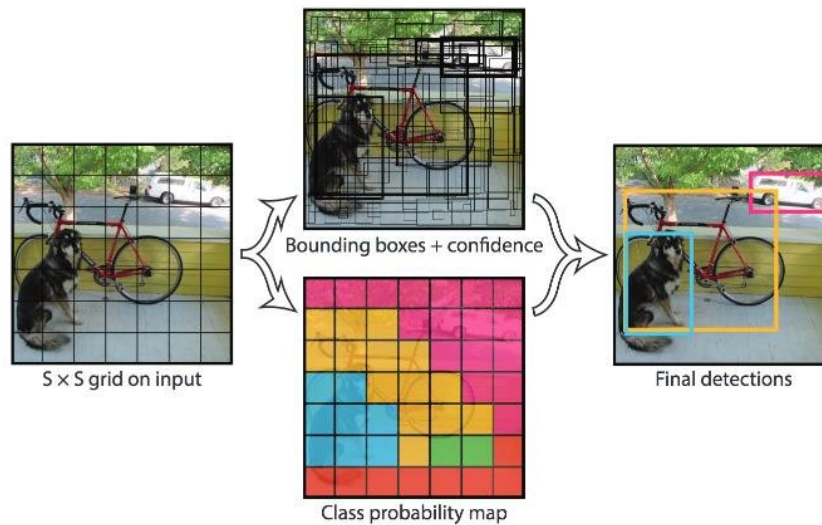 Bounding boxes + confidence
S × S grid on input
Final detections
Class probability map